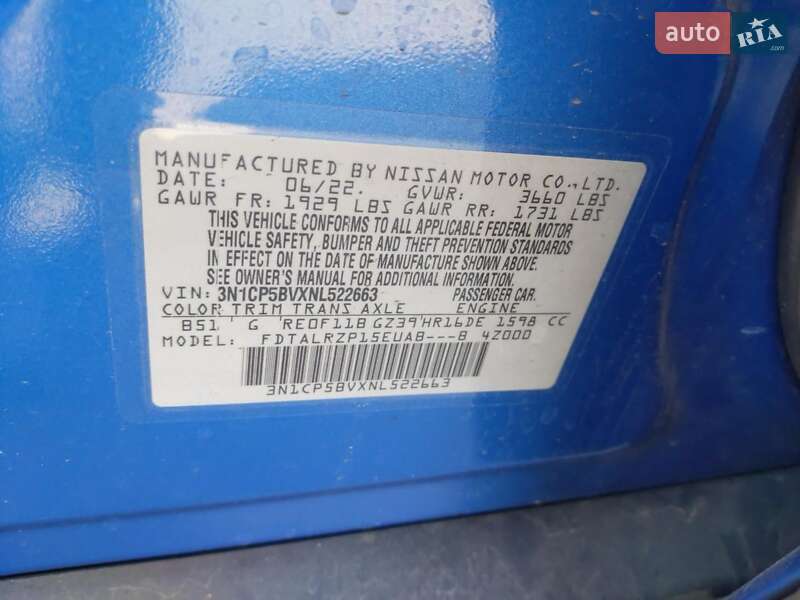 auto RIA .com
MANUFACTURED BY NISSAN MOTOR CO., LTD.
DATE: 06/22. GVWR: 3660 LBS
GAWR FR: 1929 LBS GAWR RR: 1731 LBS
THIS VEHICLE CONFORMS TO ALL APPLICABLE FEDERAL MOTOR
VEHICLE SAFETY, BUMPER AND THEFT PREVENTION STANDARDS
IN EFFECT ON THE DATE OF MANUFACTURE SHOWN ABOVE.
SEE OWNER'S MANUAL FOR ADDITIONAL INFORMATION.
VIN: 3N1CP5BVXNL522663 PASSENGER CAR.
COLOR TRIM TRANS AXLE ENGINE
B51 G RE0F11B GZ39 HR16DE 1598 CC
MODEL: FDTALRZP15EUAB---B 42000
3N1CP5BVXNL522663